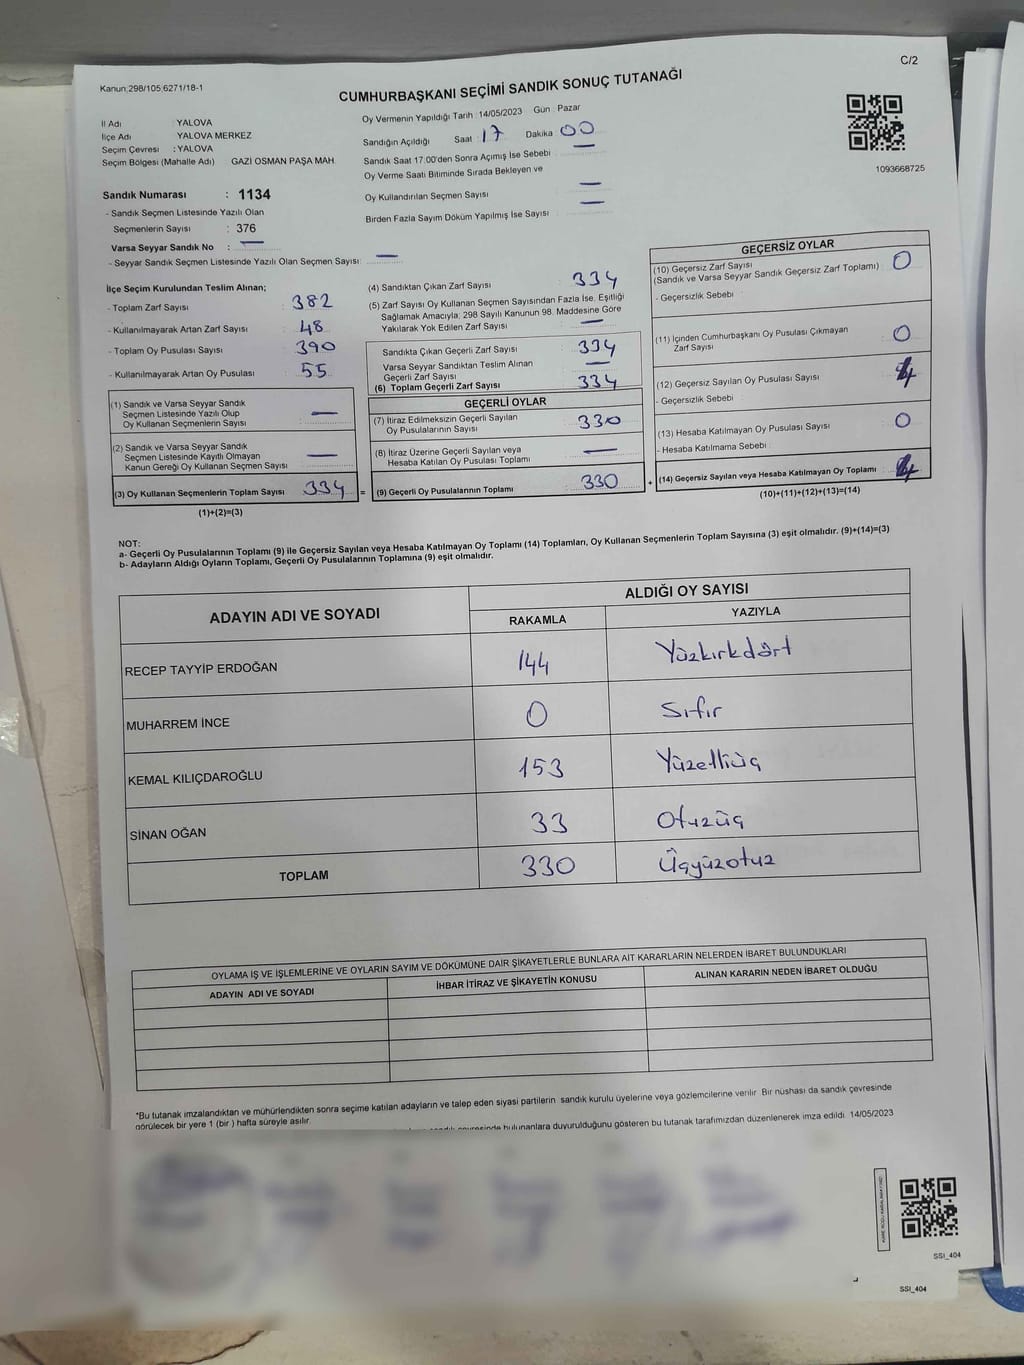 C/2
Kanun:298/105;6271/18-1
CUMHURBAŞKANI SEÇİMİ SANDIK SONUÇ TUTANAĞI
İl Adı : YALOVA
İlçe Adı YALOVA MERKEZ
Seçim Çevresi : YALOVA
Seçim Bölgesi (Mahalle Adı) GAZİ OSMAN PAŞA MAH.
Oy Vermenin Yapıldığı Tarih : 14/05/2023 Gün : Pazar
Sandığın Açıldığı Saat : 17 Dakika : 00
Sandık Saat 17:00'den Sonra Açımış İse Sebebi : —
Oy Verme Saati Bitiminde Sırada Bekleyen ve
Oy Kullandırılan Seçmen Sayısı : —
Birden Fazla Sayım Döküm Yapılmış İse Sayısı : —
1093668725
Sandık Numarası : 1134
- Sandık Seçmen Listesinde Yazılı Olan
Seçmenlerin Sayısı : 376
Varsa Seyyar Sandık No : —
- Seyyar Sandık Seçmen Listesinde Yazılı Olan Seçmen Sayısı : —
İlçe Seçim Kurulundan Teslim Alınan;
- Toplam Zarf Sayısı : 382
- Kullanılmayarak Artan Zarf Sayısı : 48
- Toplam Oy Pusulası Sayısı : 390
- Kullanılmayarak Artan Oy Pusulası : 55
(1) Sandık ve Varsa Seyyar Sandık
Seçmen Listesinde Yazılı Olup
Oy Kullanan Seçmenlerin Sayısı : —
(2) Sandık ve Varsa Seyyar Sandık
Seçmen Listesinde Kayıtlı Olmayan
Kanun Gereği Oy Kullanan Seçmen Sayısı : —
(3) Oy Kullanan Seçmenlerin Toplam Sayısı : 334 =
(1)+(2)=(3)
(4) Sandıktan Çıkan Zarf Sayısı : 334
(5) Zarf Sayısı Oy Kullanan Seçmen Sayısından Fazla İse, Eşitliği
Sağlamak Amacıyla, 298 Sayılı Kanunun 98. Maddesine Göre
Yakılarak Yok Edilen Zarf Sayısı : —
Sandıkta Çıkan Geçerli Zarf Sayısı : 334
Varsa Seyyar Sandıktan Teslim Alınan
Geçerli Zarf Sayısı : —
(6) Toplam Geçerli Zarf Sayısı : 334
GEÇERLİ OYLAR
(7) İtiraz Edilmeksizin Geçerli Sayılan
Oy Pusulalarının Sayısı : 330
(8) İtiraz Üzerine Geçerli Sayılan veya
Hesaba Katılan Oy Pusulası Toplamı : —
(9) Geçerli Oy Pusulalarının Toplamı : 330 +
GEÇERSİZ OYLAR
(10) Geçersiz Zarf Sayısı
(Sandık ve Varsa Seyyar Sandık Geçersiz Zarf Toplamı) : 0
- Geçersizlik Sebebi :
(11) İçinden Cumhurbaşkanı Oy Pusulası Çıkmayan
Zarf Sayısı : 0
(12) Geçersiz Sayılan Oy Pusulası Sayısı : 4
- Geçersizlik Sebebi :
(13) Hesaba Katılmayan Oy Pusulası Sayısı : 0
- Hesaba Katılmama Sebebi :
(14) Geçersiz Sayılan veya Hesaba Katılmayan Oy Toplamı : 4
(10)+(11)+(12)+(13)=(14)
NOT:
a- Geçerli Oy Pusulalarının Toplamı (9) ile Geçersiz Sayılan veya Hesaba Katılmayan Oy Toplamı (14) Toplamları, Oy Kullanan Seçmenlerin Toplam Sayısına (3) eşit olmalıdır. (9)+(14)=(3)
b- Adayların Aldığı Oyların Toplamı, Geçerli Oy Pusulalarının Toplamına (9) eşit olmalıdır.
ADAYIN ADI VE SOYADI ALDIĞI OY SAYISI
RAKAMLA YAZIYLA
RECEP TAYYİP ERDOĞAN 144 Yüzkırkdört
MUHARREM İNCE 0 Sıfır
KEMAL KILIÇDAROĞLU 153 Yüzelliüç
SİNAN OĞAN 33 Otuzüç
TOPLAM 330 Üçyüzotuz
OYLAMA İŞ VE İŞLEMLERİNE VE OYLARIN SAYIM VE DÖKÜMÜNE DAİR ŞİKAYETLERLE BUNLARA AİT KARARLARIN NELERDEN İBARET BULUNDUKLARI
ADAYIN ADI VE SOYADI İHBAR İTİRAZ VE ŞİKAYETİN KONUSU ALINAN KARARIN NEDEN İBARET OLDUĞU
*Bu tutanak imzalandıktan ve mühürlendikten sonra seçime katılan adayların ve talep eden siyasi partilerin sandık kurulu üyelerine veya gözlemcilerine verilir. Bir nüshası da sandık çevresinde
görülecek bir yere 1 (bir ) hafta süreyle asılır.
bulunanlara duyurulduğunu gösteren bu tutanak tarafımızdan düzenlenerek imza edildi. 14/05/2023
SSI_404
SSI_404